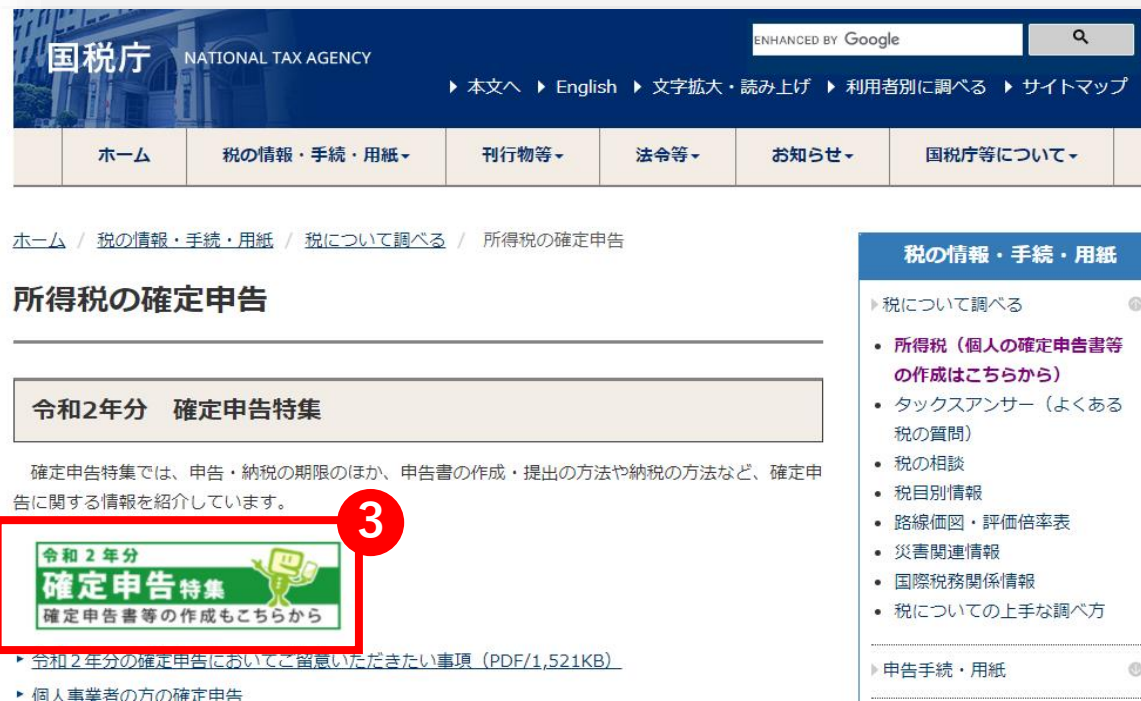 国税庁 NATIONAL TAX AGENCY
ENHANCED BY Google
本文へ English 文字拡大・読み上げ 利用者別に調べる サイトマップ
ホーム 税の情報・手続・用紙 刊行物等 法令等 お知らせ 国税庁等について
ホーム / 税の情報・手続・用紙 / 税について調べる / 所得税の確定申告
所得税の確定申告
令和2年分 確定申告特集
確定申告特集では、申告・納税の期限のほか、申告書の作成・提出の方法や納税の方法など、確定申
告に関する情報を紹介しています。
3
令和2年分
確定申告特集
確定申告書等の作成もこちらから
令和2年分の確定申告においてご留意いただきたい事項（PDF/1,521KB）
個人事業者の方の確定申告
税の情報・手続・用紙
税について調べる
所得税（個人の確定申告書等
の作成はこちらから）
タックスアンサー（よくある
税の質問）
税の相談
税目別情報
路線価図・評価倍率表
災害関連情報
国際税務関係情報
税についての上手な調べ方
申告手続・用紙